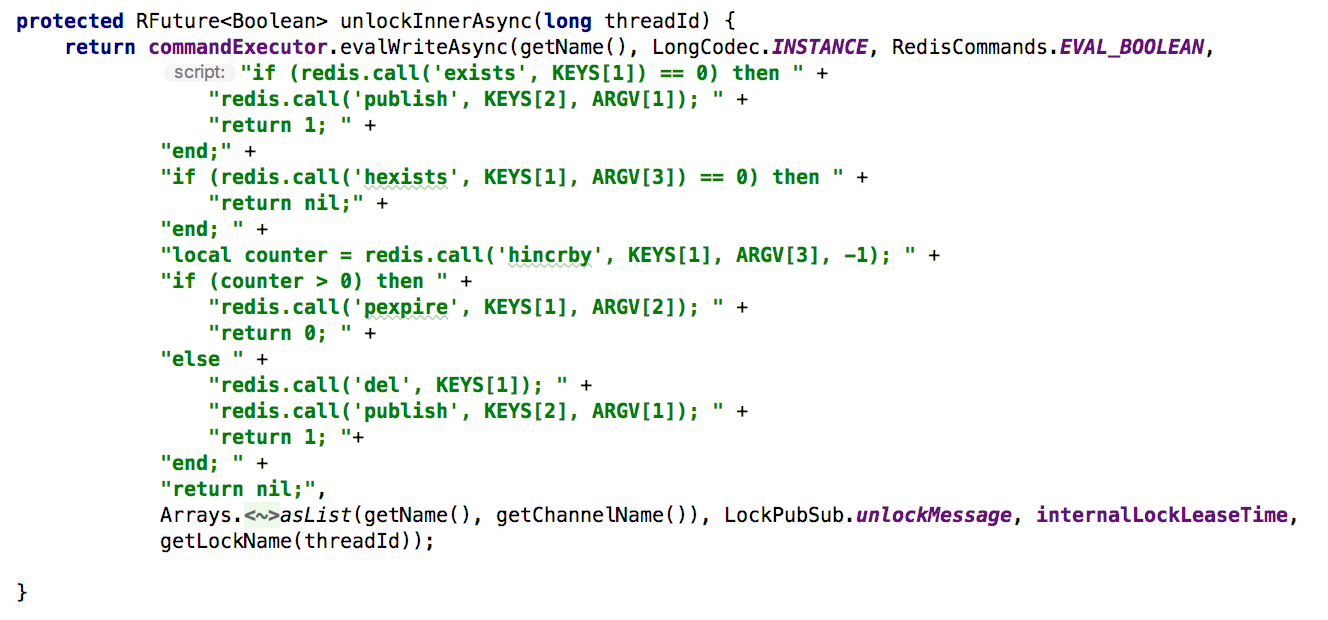 protected RFuture<Boolean> unlockInnerAsync(long threadId) {
    return commandExecutor.evalWriteAsync(getName(), LongCodec.INSTANCE, RedisCommands.EVAL_BOOLEAN,
            script: "if (redis.call('exists', KEYS[1]) == 0) then " +
                "redis.call('publish', KEYS[2], ARGV[1]); " +
                "return 1; " +
            "end;" +
            "if (redis.call('hexists', KEYS[1], ARGV[3]) == 0) then " +
                "return nil;" +
            "end; " +
            "local counter = redis.call('hincrby', KEYS[1], ARGV[3], -1); " +
            "if (counter > 0) then " +
                "redis.call('pexpire', KEYS[1], ARGV[2]); " +
                "return 0; " +
            "else " +
                "redis.call('del', KEYS[1]); " +
                "redis.call('publish', KEYS[2], ARGV[1]); " +
                "return 1; "+
            "end; " +
            "return nil;",
            Arrays.<~>asList(getName(), getChannelName()), LockPubSub.unlockMessage, internalLockLeaseTime,
            getLockName(threadId));
}